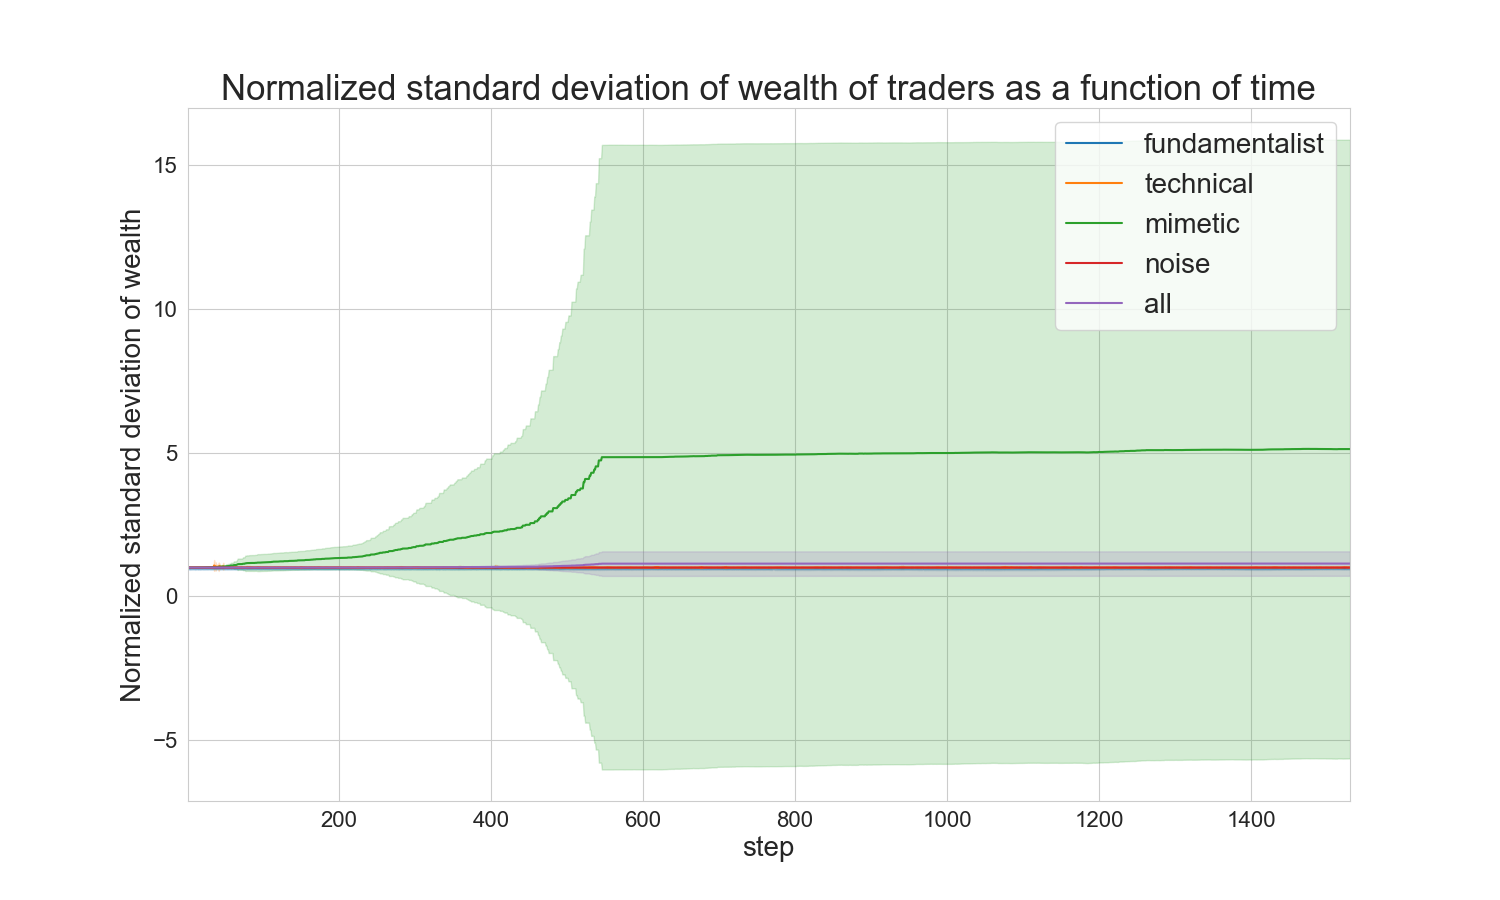 Normalized standard deviation of wealth of traders as a function of time
Normalized standard deviation of wealth
15
10
5
0
−5
fundamentalist
technical
mimetic
noise
all
200 400 600 800 1000 1200 1400
step